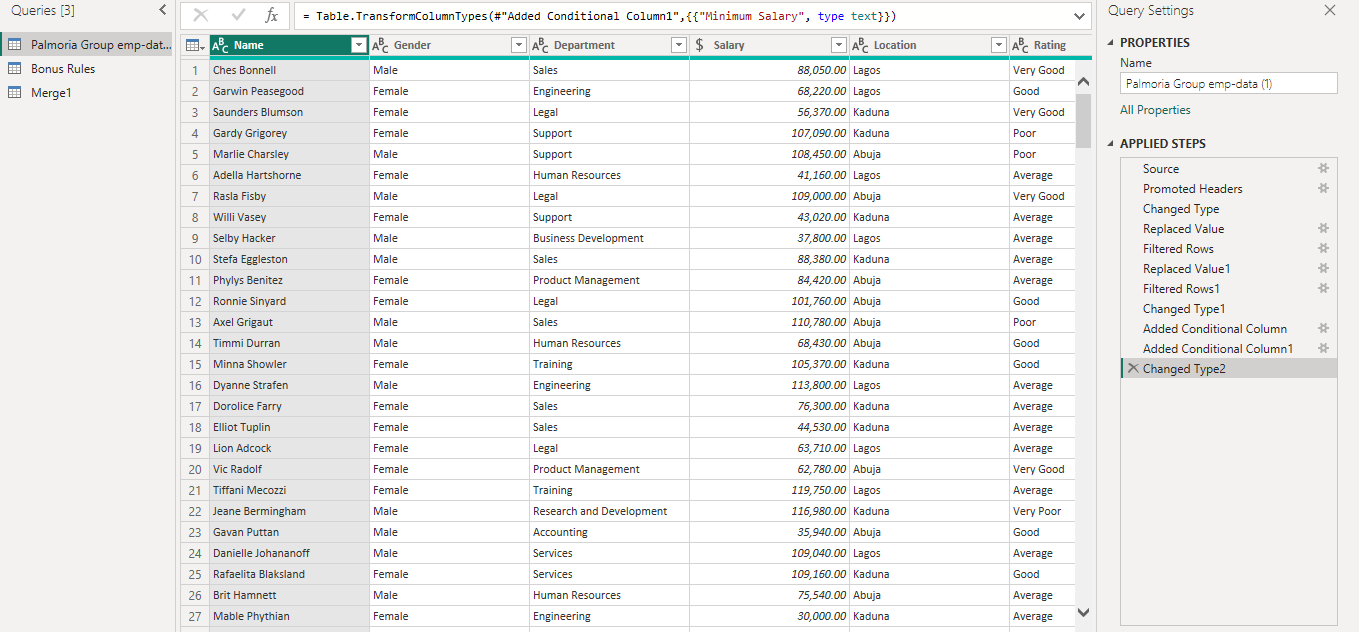 Queries [3]
Palmoria Group emp-dat...
Bonus Rules
Merge1
fx
= Table.TransformColumnTypes(#"Added Conditional Column1",{{"Minimum Salary", type text}})
ABC Name ABC Gender ABC Department $ Salary ABC Location ABC Rating
1 Ches Bonnell Male Sales 88,050.00 Lagos Very Good
2 Garwin Peasegood Female Engineering 68,220.00 Lagos Good
3 Saunders Blumson Female Legal 56,370.00 Kaduna Very Good
4 Gardy Grigorey Female Support 107,090.00 Kaduna Poor
5 Marlie Charsley Male Support 108,450.00 Abuja Poor
6 Adella Hartshorne Female Human Resources 41,160.00 Lagos Average
7 Rasla Fisby Male Legal 109,000.00 Abuja Very Good
8 Willi Vasey Female Support 43,020.00 Kaduna Average
9 Selby Hacker Male Business Development 37,800.00 Lagos Average
10 Stefa Eggleston Male Sales 88,380.00 Kaduna Average
11 Phylys Benitez Female Product Management 84,420.00 Abuja Average
12 Ronnie Sinyard Female Legal 101,760.00 Abuja Good
13 Axel Grigaut Male Sales 110,780.00 Abuja Poor
14 Timmi Durran Male Human Resources 68,430.00 Abuja Good
15 Minna Showler Female Training 105,370.00 Kaduna Good
16 Dyanne Strafen Male Engineering 113,800.00 Lagos Average
17 Dorolice Farry Female Sales 76,300.00 Kaduna Average
18 Elliot Tuplin Female Sales 44,530.00 Kaduna Average
19 Lion Adcock Female Legal 63,710.00 Lagos Average
20 Vic Radolf Female Product Management 62,780.00 Abuja Very Good
21 Tiffani Mecozzi Female Training 119,750.00 Lagos Average
22 Jeane Bermingham Male Research and Development 116,980.00 Kaduna Very Poor
23 Gavan Puttan Male Accounting 35,940.00 Abuja Good
24 Danielle Johananoff Male Services 109,040.00 Lagos Average
25 Rafaelita Blaksland Female Services 109,160.00 Kaduna Good
26 Brit Hamnett Male Human Resources 75,540.00 Abuja Average
27 Mable Phythian Female Engineering 30,000.00 Kaduna Average
Query Settings
PROPERTIES
Name
Palmoria Group emp-data (1)
All Properties
APPLIED STEPS
Source
Promoted Headers
Changed Type
Replaced Value
Filtered Rows
Replaced Value1
Filtered Rows1
Changed Type1
Added Conditional Column
Added Conditional Column1
Changed Type2